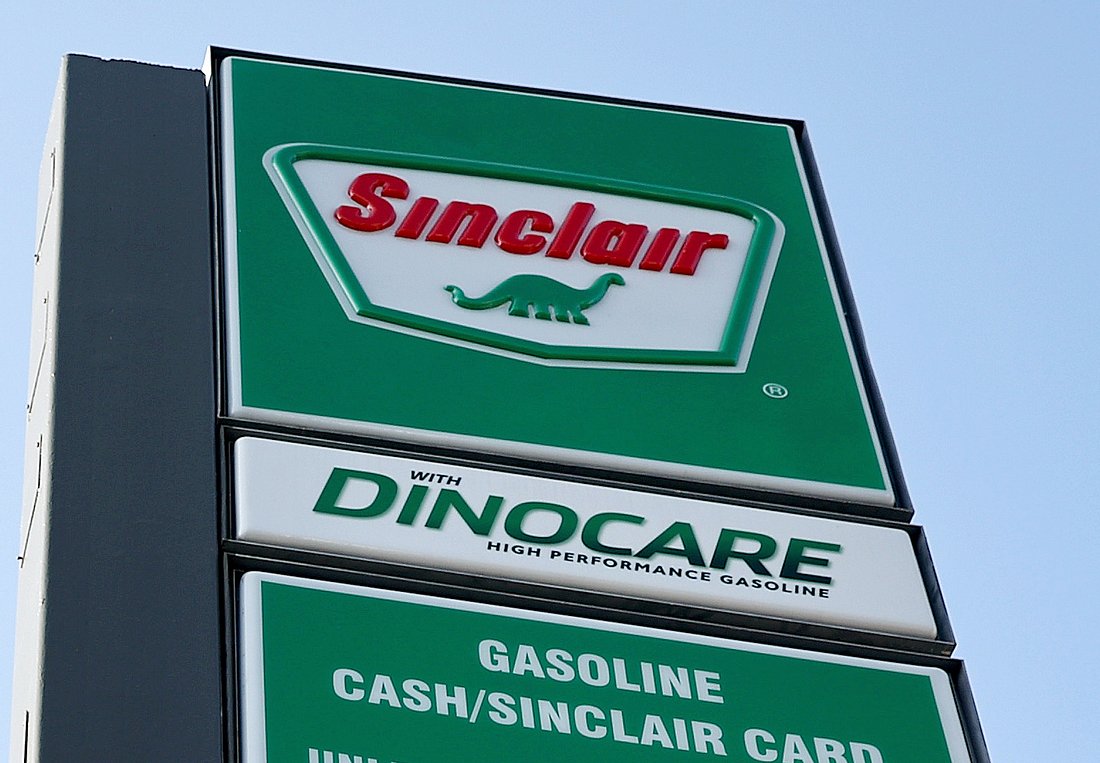 Sinclair
®
WITH
DINOCARE
HIGH PERFORMANCE GASOLINE
GASOLINE
CASH/SINCLAIR CARD